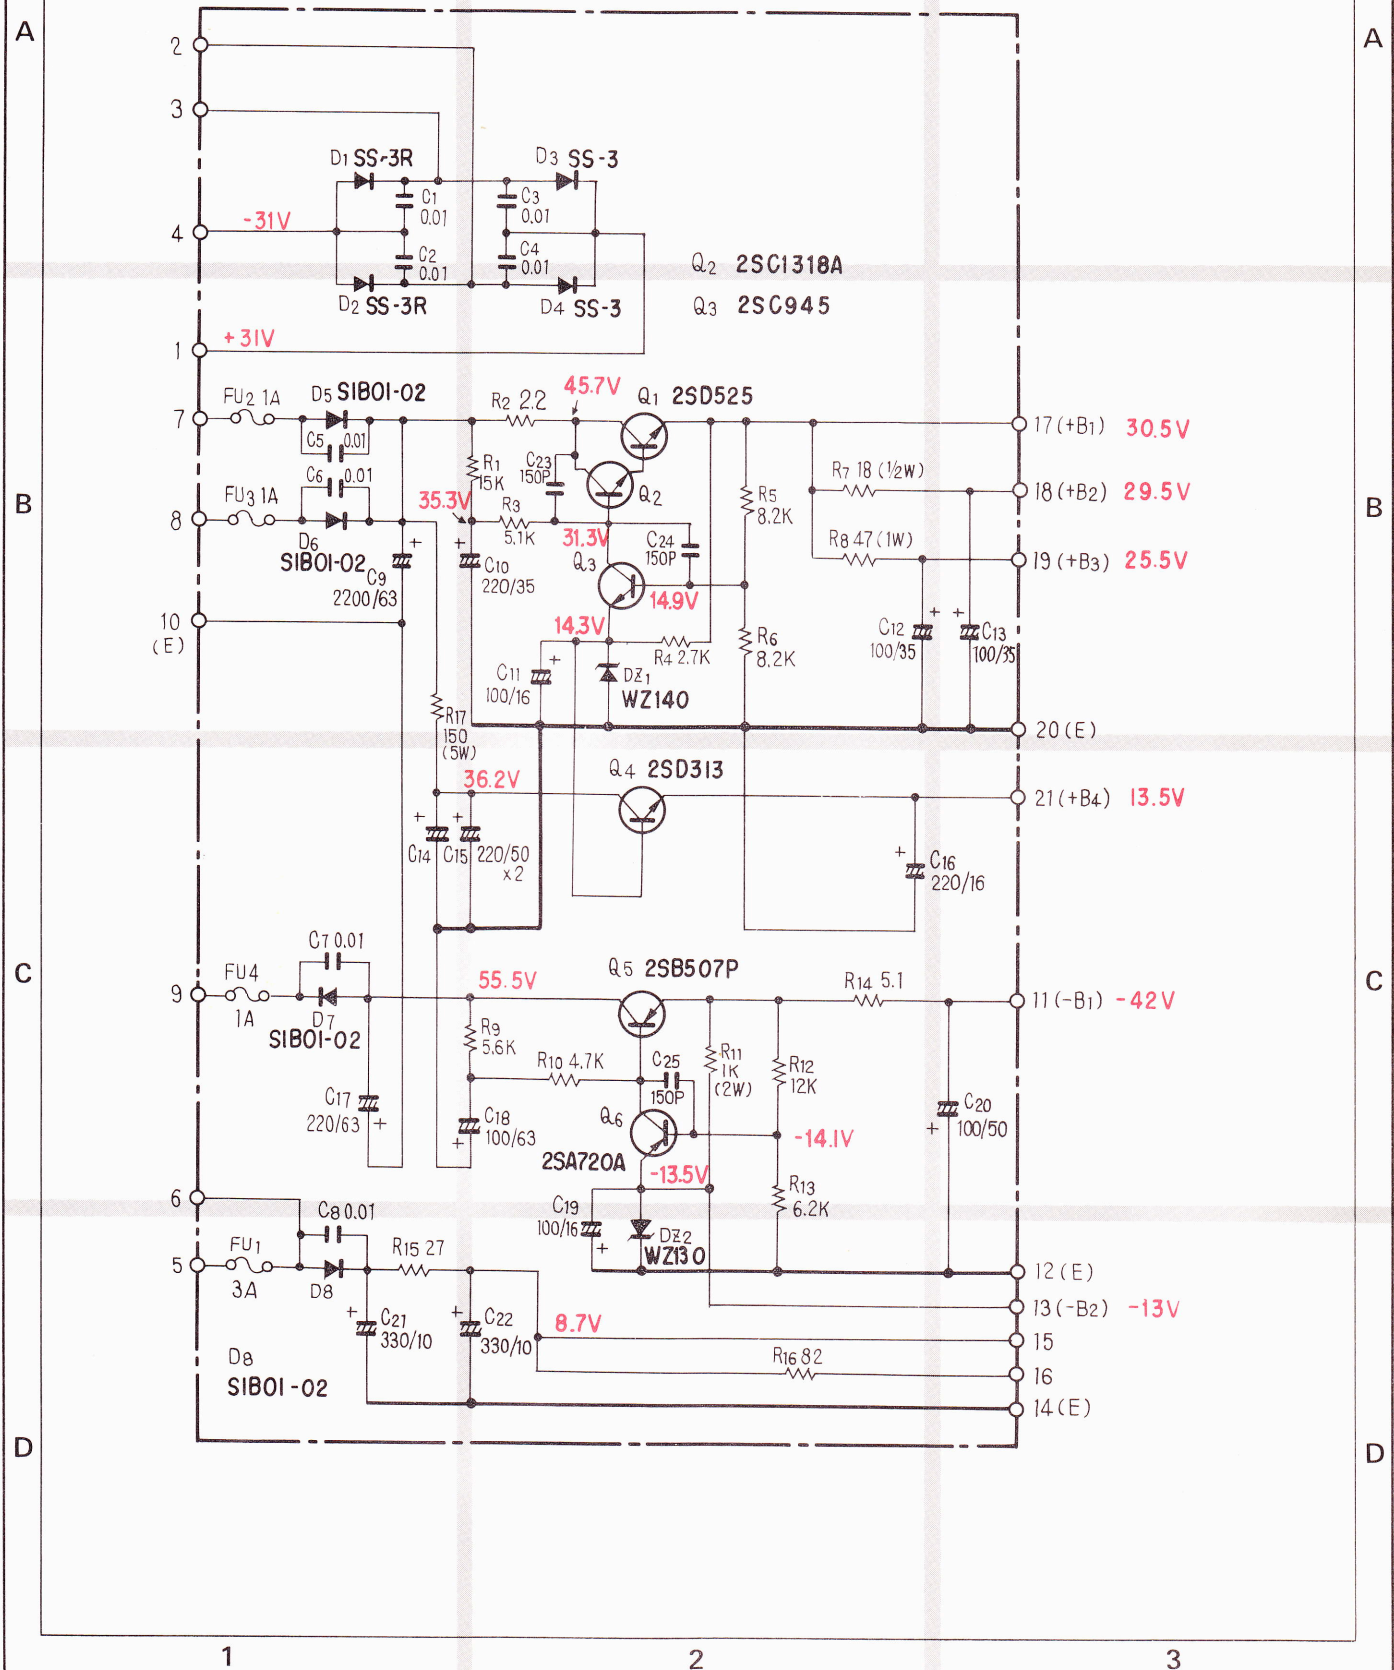 A
A
2
3
D1 SS-3R
D3 SS-3
C1
0.01
C3
0.01
-31V
4
C2
0.01
C4
0.01
Q2 2SC1318A
D2 SS-3R
D4 SS-3
Q3 2SC945
+31V
1
FU2 1A
D5 SIB01-02
R2 2.2
45.7V
Q1 2SD525
7
17(+B1) 30.5V
C5 0.01
C6 0.01
R1
15K
C23
150P
Q2
R7 18 (1/2W)
18(+B2) 29.5V
B
B
FU3 1A
35.3V
R3
5.1K
R5
8.2K
8
D6
SIB01-02
31.3V
C24
150P
R8 47 (1W)
19(+B3) 25.5V
+
C9
2200/63
+
C10
220/35
Q3
14.9V
10
(E)
14.3V
R4 2.7K
R6
8.2K
+
C12
100/35
+
C13
100/35
C11
100/16
+
DZ1
WZ140
R17
150
(5W)
20(E)
36.2V
Q4 2SD313
21(+B4) 13.5V
+
C14
+
C15
220/50
x2
+
C16
220/16
C7 0.01
C
C
FU4
1A
9
D7
SIB01-02
55.5V
Q5 2SB507P
R14 5.1
11(-B1) -42V
R9
5.6K
R10 4.7K
C25
150P
R11
1K
(2W)
R12
12K
C17
220/63
+
C18
100/63
+
Q6
2SA720A
-14.1V
C20
100/50
+
-13.5V
6
C8 0.01
C19
100/16
+
DZ2
WZ130
R13
6.2K
FU1
3A
5
D8
R15 27
12(E)
13(-B2) -13V
+
C21
330/10
+
C22
330/10
8.7V
15
R16 82
16
D8
SIB01-02
14(E)
D
D
1
2
3